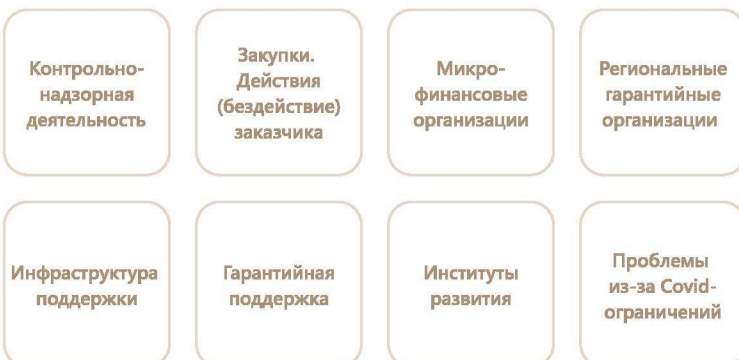 Контрольно-
надзорная
деятельность
Закупки.
Действия
(бездействие)
заказчика
Микро-
финансовые
организации
Региональные
гарантийные
организации
Инфраструктура
поддержки
Гарантийная
поддержка
Институты
развития
Проблемы
из-за Covid-
ограничений